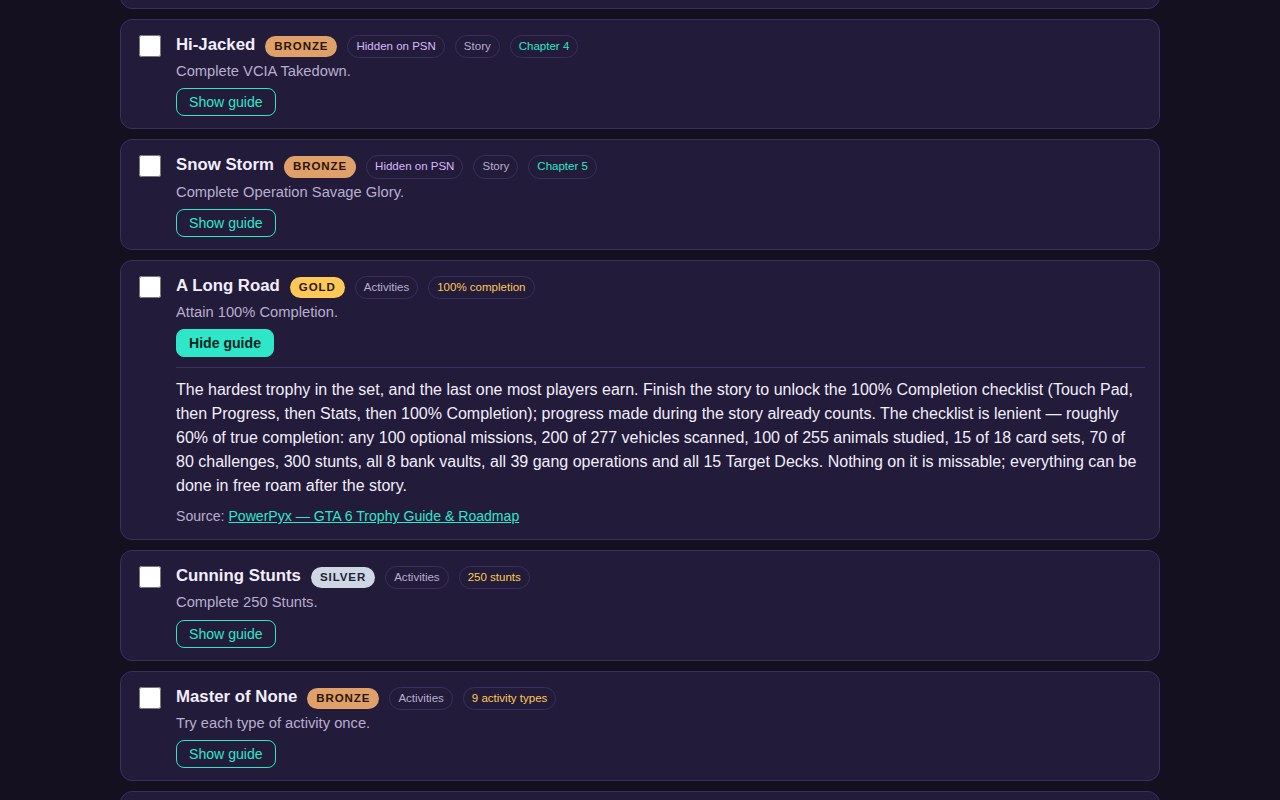 Hi-Jacked BRONZE Hidden on PSN Story Chapter 4
Complete VCIA Takedown.
Show guide
Snow Storm BRONZE Hidden on PSN Story Chapter 5
Complete Operation Savage Glory.
Show guide
A Long Road GOLD Activities 100% completion
Attain 100% Completion.
Hide guide
The hardest trophy in the set, and the last one most players earn. Finish the story to unlock the 100% Completion checklist (Touch Pad,
then Progress, then Stats, then 100% Completion); progress made during the story already counts. The checklist is lenient — roughly
60% of true completion: any 100 optional missions, 200 of 277 vehicles scanned, 100 of 255 animals studied, 15 of 18 card sets, 70 of
80 challenges, 300 stunts, all 8 bank vaults, all 39 gang operations and all 15 Target Decks. Nothing on it is missable; everything can be
done in free roam after the story.
Source: PowerPyx — GTA 6 Trophy Guide & Roadmap
Cunning Stunts SILVER Activities 250 stunts
Complete 250 Stunts.
Show guide
Master of None BRONZE Activities 9 activity types
Try each type of activity once.
Show guide